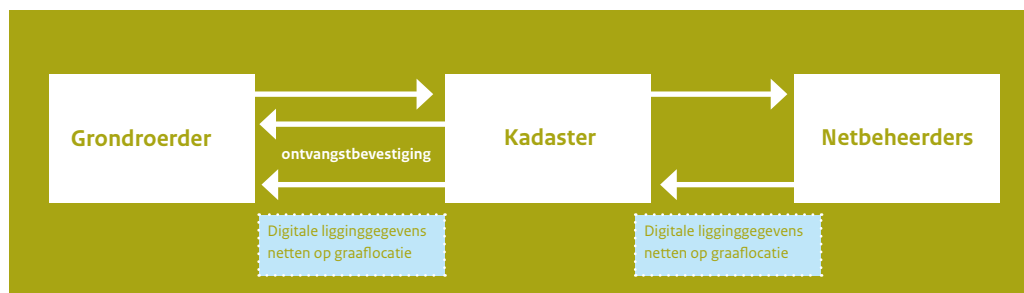 Grondroerder
Kadaster
Netbeheerders
ontvangstbevestiging
Digitale ligginggegevens
netten op graaflocatie
Digitale ligginggegevens
netten op graaflocatie